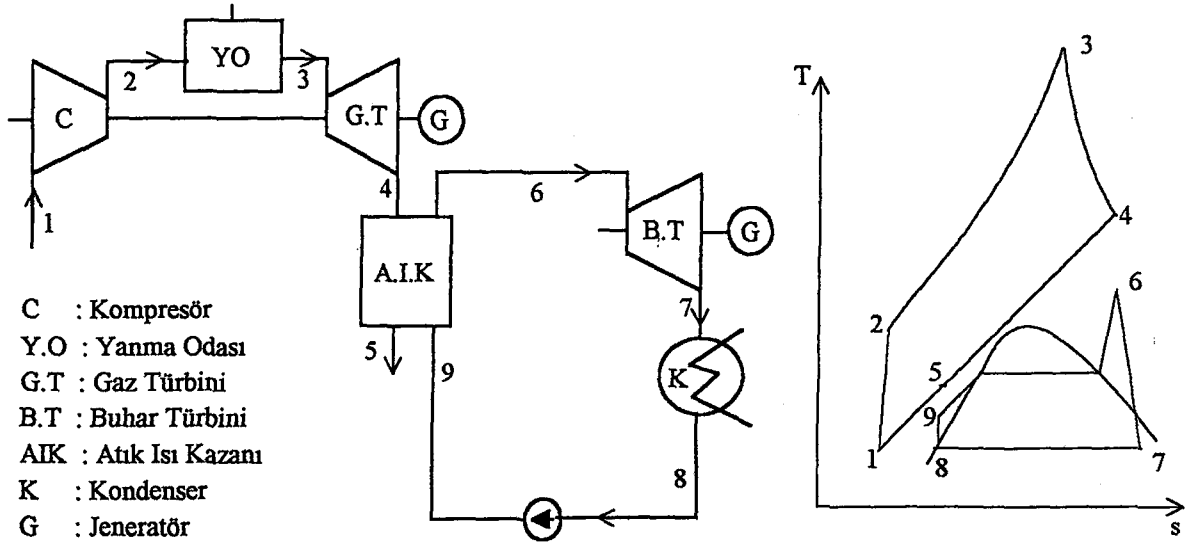 YO
2
3
C
G.T
G
1
4
6
A.I.K
B.T
G
5
9
7
K
8
C : Kompresör
Y.O : Yanma Odası
G.T : Gaz Türbini
B.T : Buhar Türbini
AIK : Atık Isı Kazanı
K : Kondenser
G : Jeneratör
T
3
4
6
2
5
9
1
8
7
s